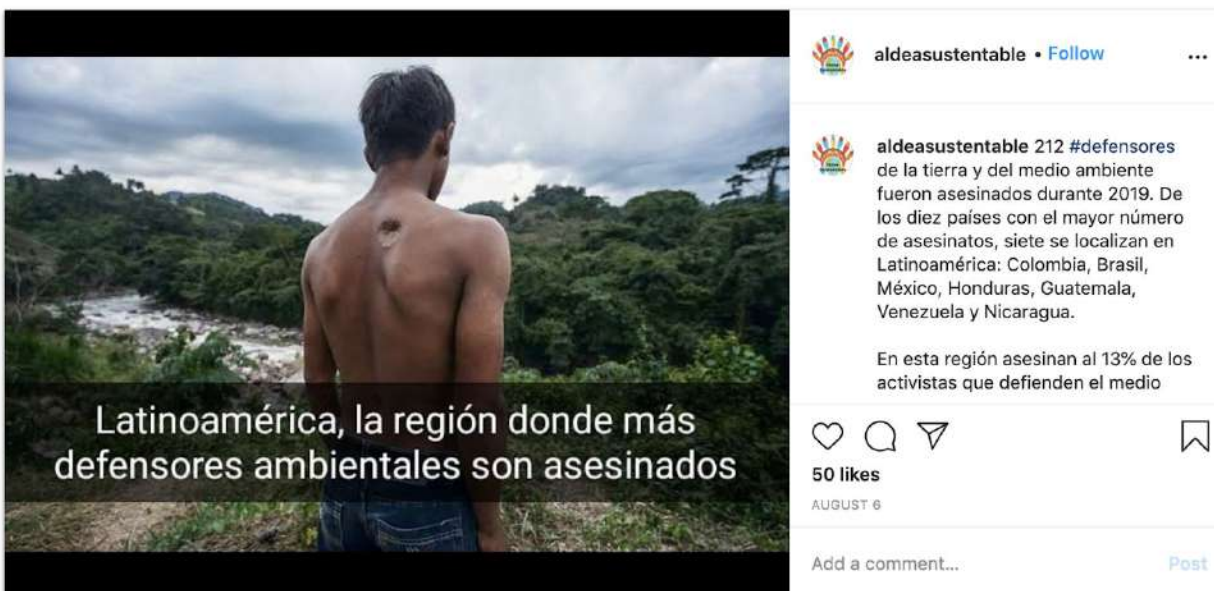 Latinoamérica, la región donde más
defensores ambientales son asesinados
aldeasustentable • Follow
aldeasustentable 212 #defensores
de la tierra y del medio ambiente
fueron asesinados durante 2019. De
los diez países con el mayor número
de asesinatos, siete se localizan en
Latinoamérica: Colombia, Brasil,
México, Honduras, Guatemala,
Venezuela y Nicaragua.
En esta región asesinan al 13% de los
activistas que defienden el medio
50 likes
AUGUST 6
Add a comment...
Post